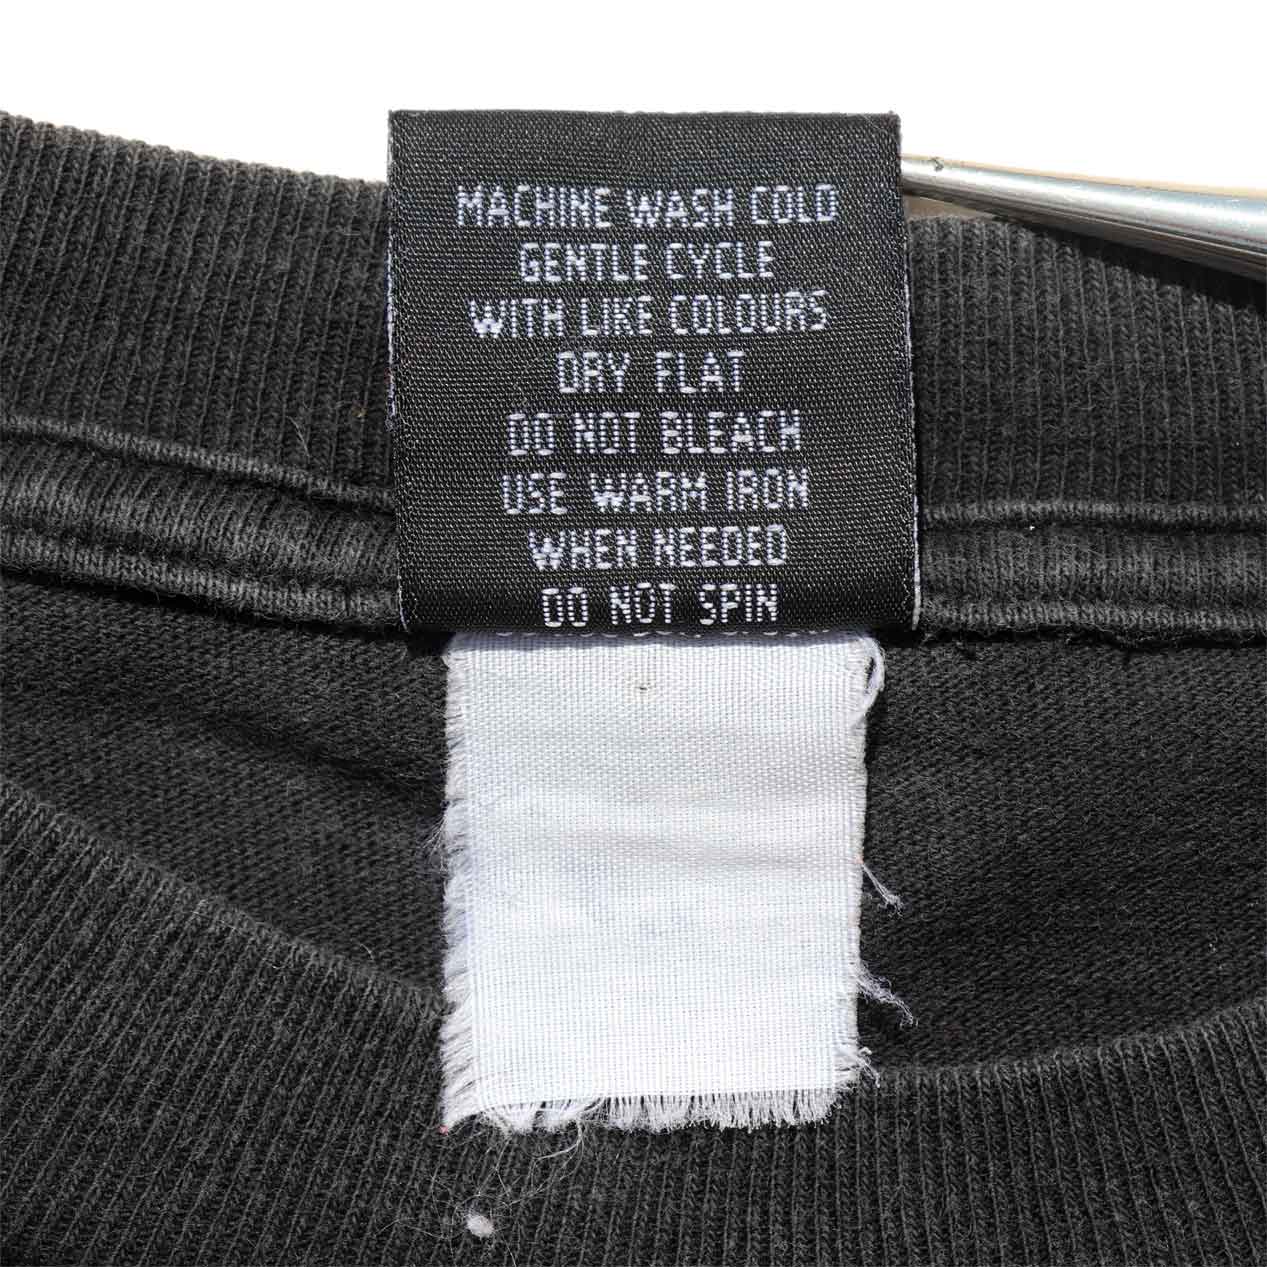 MACHINE WASH COLD
GENTLE CYCLE
WITH LIKE COLOURS
DRY FLAT
DO NOT BLEACH
USE WARM IRON
WHEN NEEDED
DO NOT SPIN